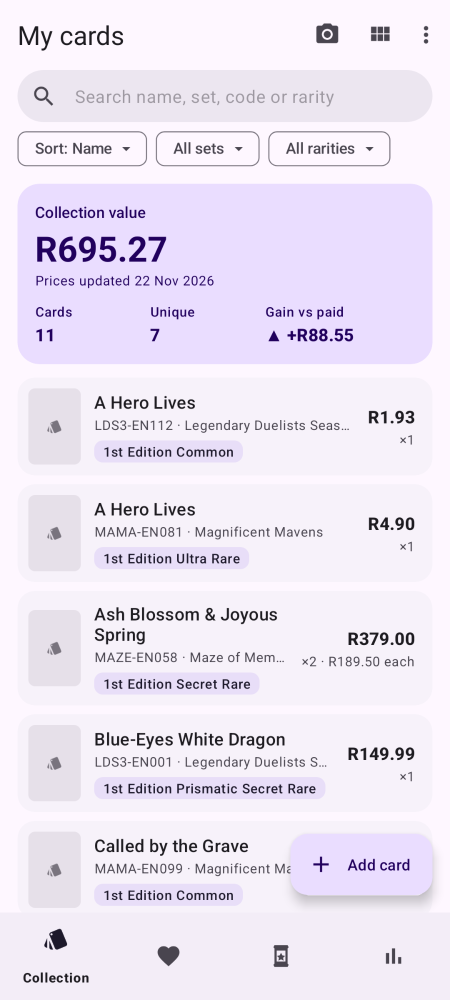 My cards
Search name, set, code or rarity
Sort: Name
All sets
All rarities
Collection value
R695.27
Prices updated 22 Nov 2026
Cards
Unique
Gain vs paid
11
7
▲ +R88.55
A Hero Lives
LDS3-EN112 · Legendary Duelists Seas…
1st Edition Common
R1.93
×1
A Hero Lives
MAMA-EN081 · Magnificent Mavens
1st Edition Ultra Rare
R4.90
×1
Ash Blossom & Joyous
Spring
MAZE-EN058 · Maze of Mem…
1st Edition Secret Rare
R379.00
×2 · R189.50 each
Blue-Eyes White Dragon
LDS3-EN001 · Legendary Duelists S…
1st Edition Prismatic Secret Rare
R149.99
×1
Called by the Grave
MAMA-EN099 · Magnificent Ma
1st Edition Common
Add card
Collection